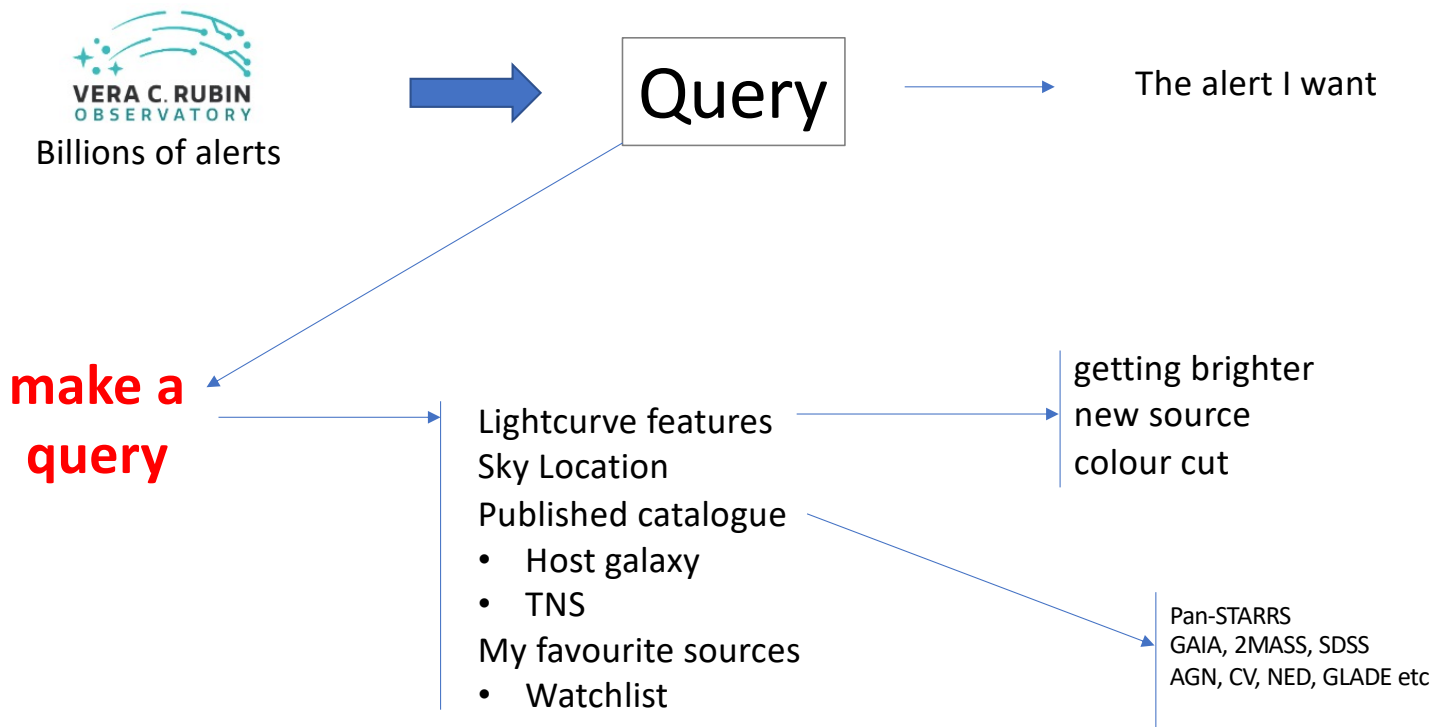 VERA C. RUBIN
OBSERVATORY
Billions of alerts
Query
The alert I want
make a
query
Lightcurve features
Sky Location
Published catalogue
• Host galaxy
• TNS
My favourite sources
• Watchlist
getting brighter
new source
colour cut
Pan-STARRS
GAIA, 2MASS, SDSS
AGN, CV, NED, GLADE etc